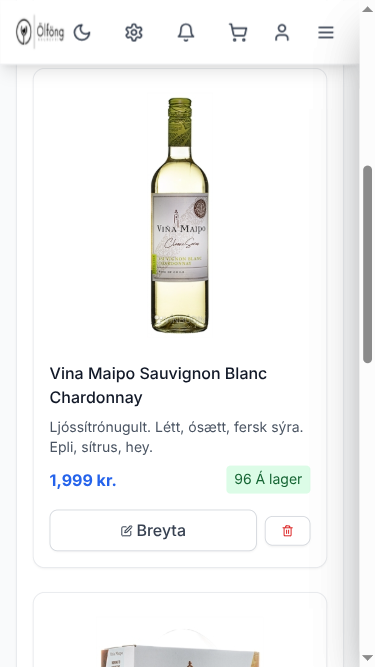 Ölföng
VIÑA MAIPO
Vina Maipo Sauvignon Blanc
Chardonnay
Ljóssítrónugult. Létt, ósætt, fersk sýra.
Epli, sítrus, hey.
1,999 kr.
96 Á lager
Breyta